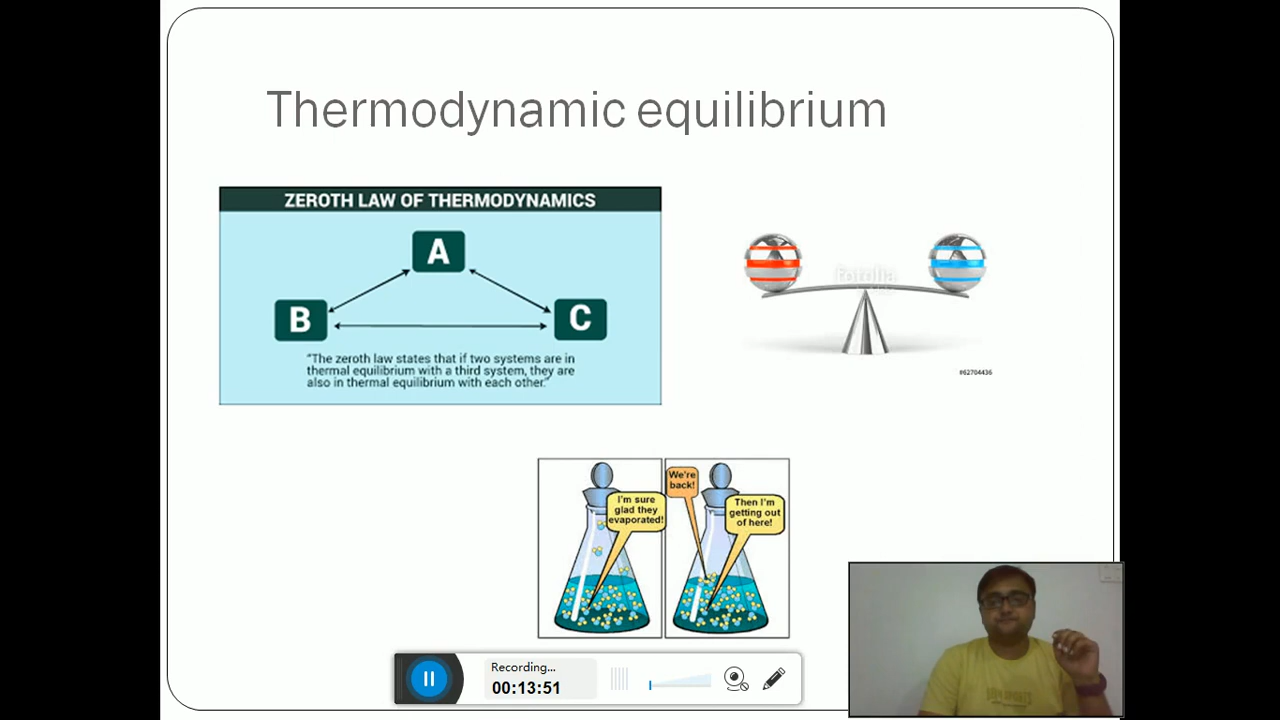 Thermodynamic equilibrium
ZEROTH LAW OF THERMODYNAMICS
A
B
C
"The zeroth law states that if two systems are in
thermal equilibrium with a third system, they are
also in thermal equilibrium with each other."
fotolia
#62704436
I'm sure
glad they
evaporated!
We're
back!
Then I'm
getting out
of here!
Recording...
00:13:51